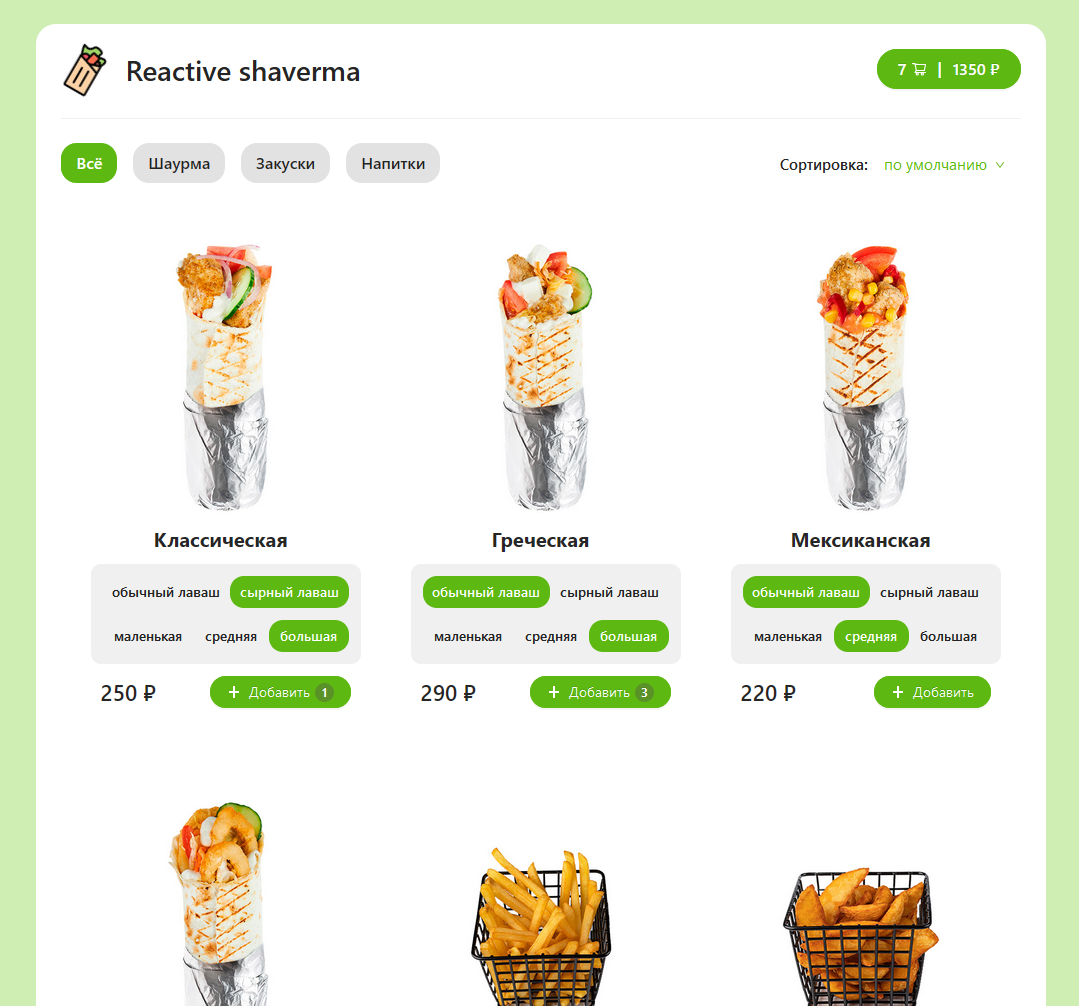 Reactive shaverma
7 | 1350 ₽
Всё Шаурма Закуски Напитки
Сортировка: по умолчанию
Классическая
обычный лаваш сырный лаваш
маленькая средняя большая
250 ₽ + Добавить 1
Греческая
обычный лаваш сырный лаваш
маленькая средняя большая
290 ₽ + Добавить 3
Мексиканская
обычный лаваш сырный лаваш
маленькая средняя большая
220 ₽ + Добавить